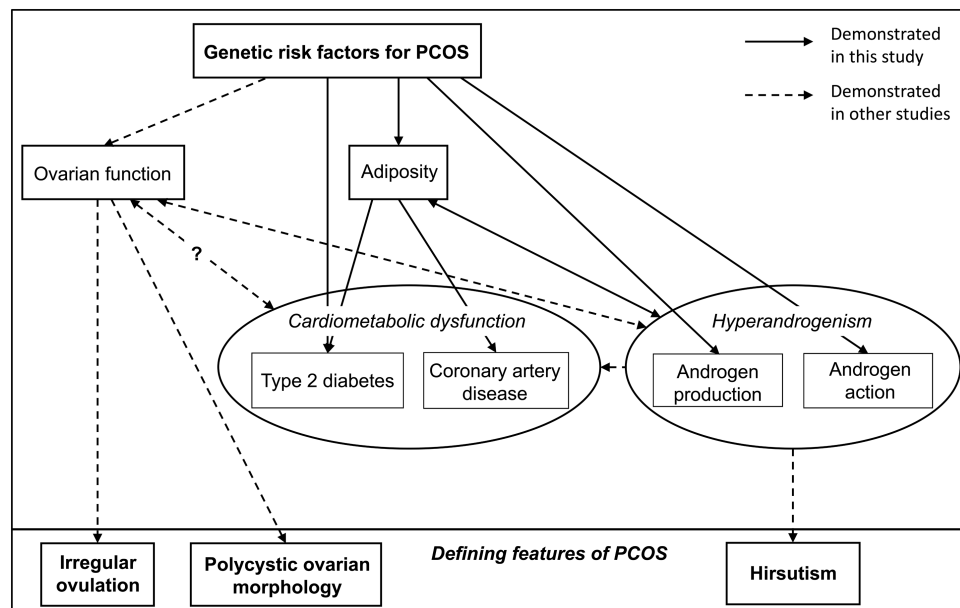 Genetic risk factors for PCOS
Demonstrated
in this study
Demonstrated
in other studies
Ovarian function
Adiposity
?
Cardiometabolic dysfunction
Type 2 diabetes
Coronary artery
disease
Hyperandrogenism
Androgen
production
Androgen
action
Defining features of PCOS
Irregular
ovulation
Polycystic ovarian
morphology
Hirsutism